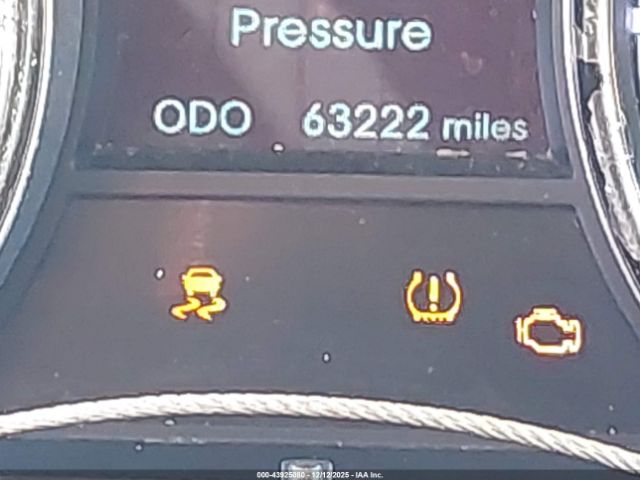 Pressure
ODO 63222 miles
000-43925080 - 12/12/2025 - IAA Inc.